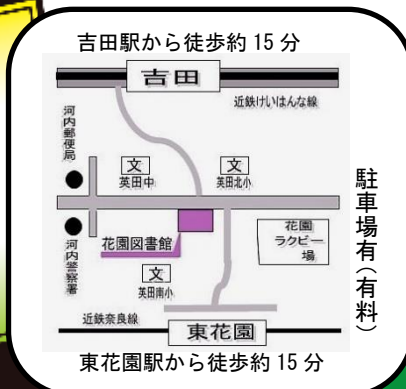 吉田駅から徒歩約 15 分
吉田
近鉄けいはんな線
河内郵便局
文
英田中
文
英田北小
花園図書館
花園
ラクビー
場
河内警察署
文
英田南小
近鉄奈良線
東花園
東花園駅から徒歩約 15 分
駐車場有(有料)